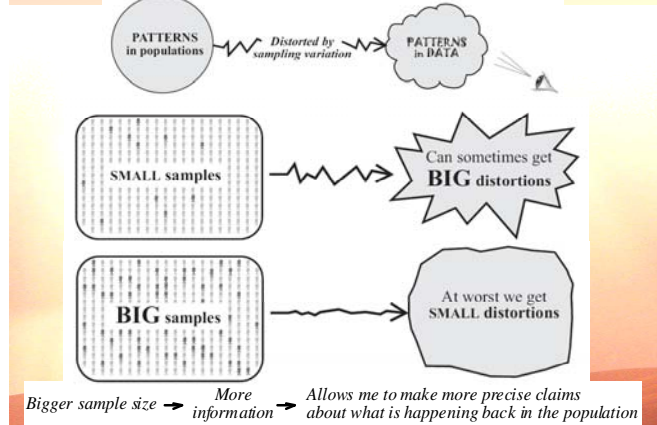 PATTERNS
in populations
Distorted by
sampling variation
PATTERNS
in DATA
SMALL samples
Can sometimes get
BIG distortions
BIG samples
At worst we get
SMALL distortions
Bigger sample size → More information → Allows me to make more precise claims
about what is happening back in the population